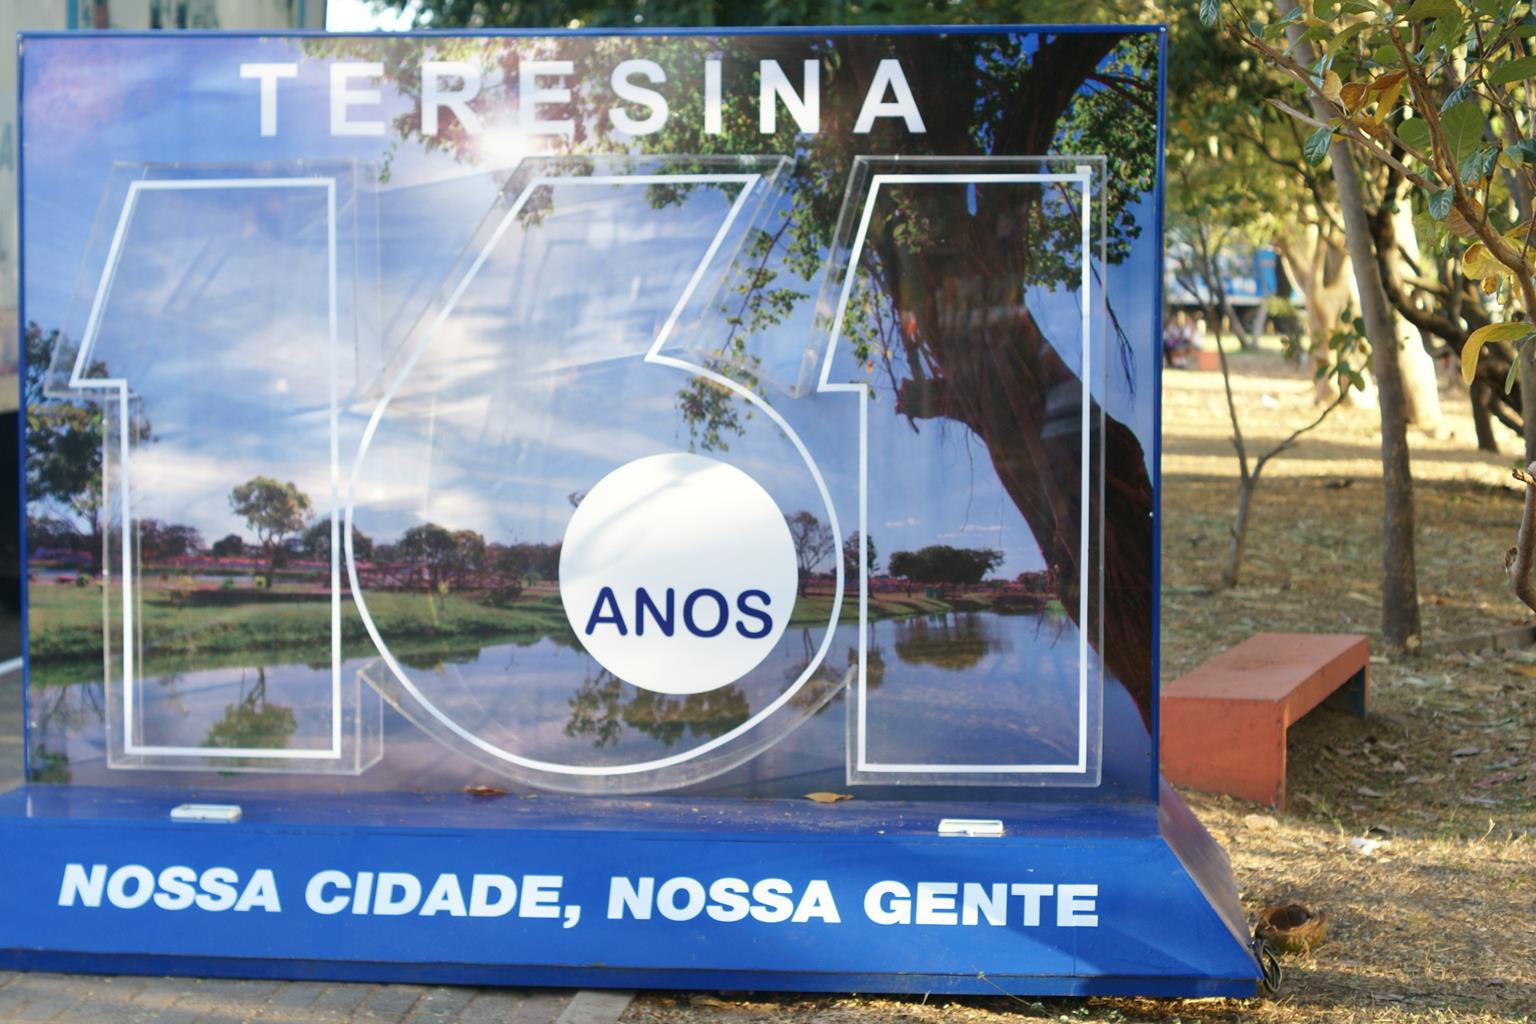 TERESINA
161
ANOS
NOSSA CIDADE, NOSSA GENTE